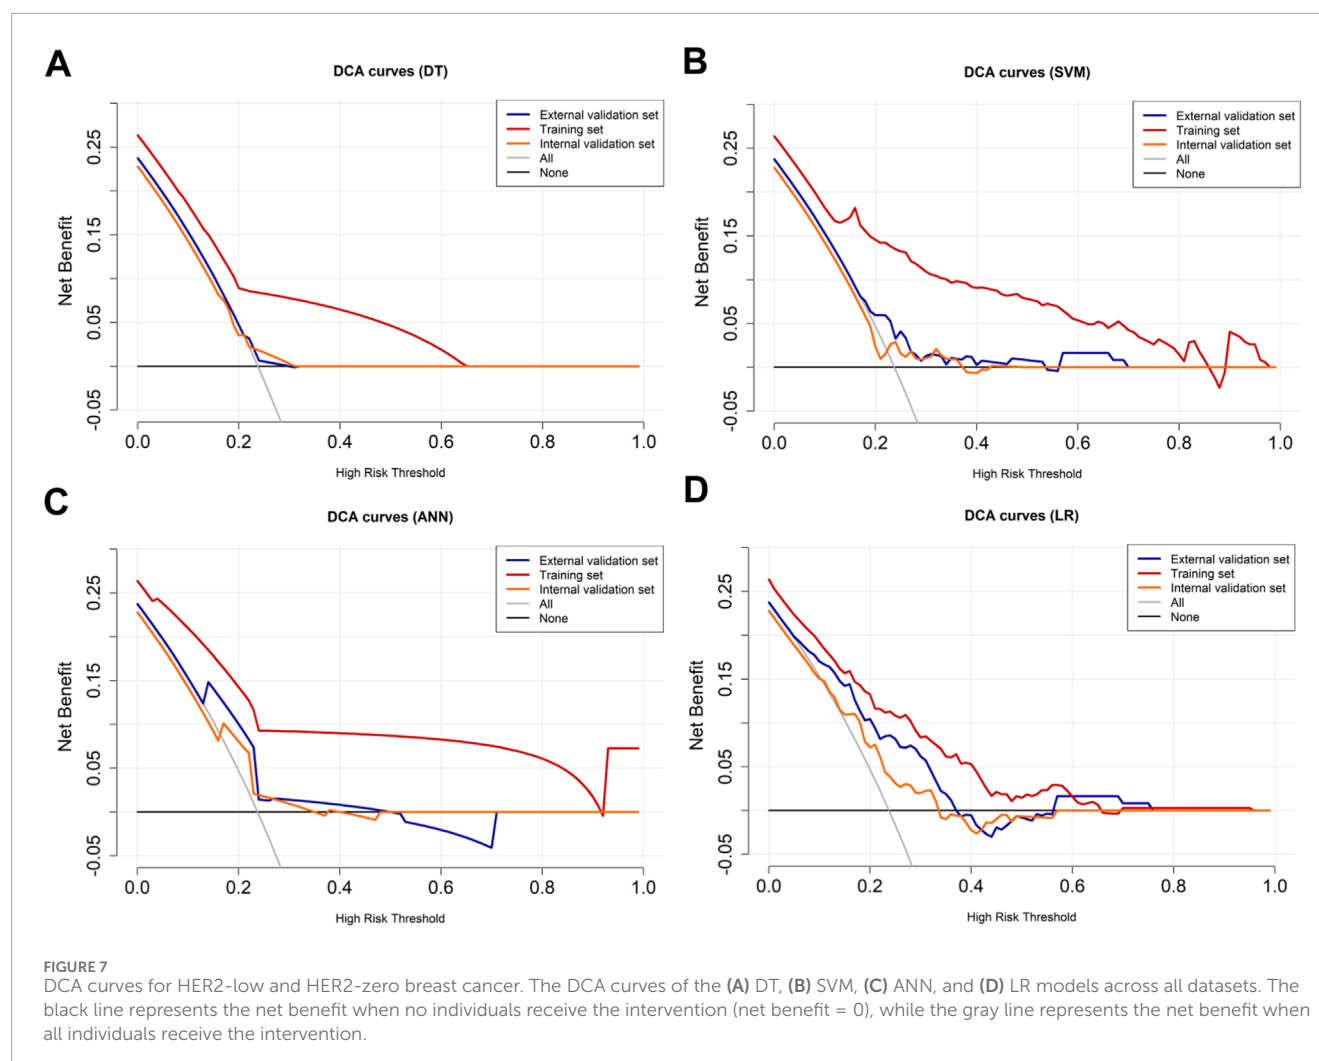 A
DCA curves (DT)
External validation set
Training set
Internal validation set
All
None
Net Benefit
0.25
0.15
0.05
-0.05
0.0 0.2 0.4 0.6 0.8 1.0
High Risk Threshold
B
DCA curves (SVM)
External validation set
Training set
Internal validation set
All
None
Net Benefit
0.25
0.15
0.05
-0.05
0.0 0.2 0.4 0.6 0.8 1.0
High Risk Threshold
C
DCA curves (ANN)
External validation set
Training set
Internal validation set
All
None
Net Benefit
0.25
0.15
0.05
-0.05
0.0 0.2 0.4 0.6 0.8 1.0
High Risk Threshold
D
DCA curves (LR)
External validation set
Training set
Internal validation set
All
None
Net Benefit
0.25
0.15
0.05
-0.05
0.0 0.2 0.4 0.6 0.8 1.0
High Risk Threshold
FIGURE 7
DCA curves for HER2-low and HER2-zero breast cancer. The DCA curves of the (A) DT, (B) SVM, (C) ANN, and (D) LR models across all datasets. The
black line represents the net benefit when no individuals receive the intervention (net benefit = 0), while the gray line represents the net benefit when
all individuals receive the intervention.